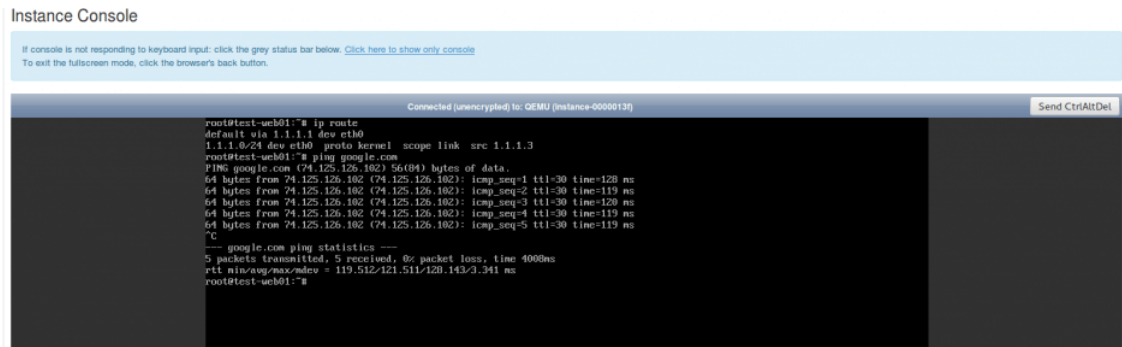 Instance Console
If console is not responding to keyboard input: click the grey status bar below. Click here to show only console
To exit the fullscreen mode, click the browser's back button.
Connected (unencrypted) to: QEMU (instance-0000013f)
Send CtrlAltDel
root@test-web01:~# ip route
default via 1.1.1.1 dev eth0
1.1.1.0/24 dev eth0  proto kernel  scope link  src 1.1.1.3
root@test-web01:~# ping google.com
PING google.com (74.125.126.102) 56(84) bytes of data.
64 bytes from 74.125.126.102 (74.125.126.102): icmp_seq=1 ttl=30 time=128 ms
64 bytes from 74.125.126.102 (74.125.126.102): icmp_seq=2 ttl=30 time=119 ms
64 bytes from 74.125.126.102 (74.125.126.102): icmp_seq=3 ttl=30 time=120 ms
64 bytes from 74.125.126.102 (74.125.126.102): icmp_seq=4 ttl=30 time=119 ms
64 bytes from 74.125.126.102 (74.125.126.102): icmp_seq=5 ttl=30 time=119 ms
^C
--- google.com ping statistics ---
5 packets transmitted, 5 received, 0% packet loss, time 4008ms
rtt min/avg/max/mdev = 119.512/121.511/128.143/3.341 ms
root@test-web01:~#